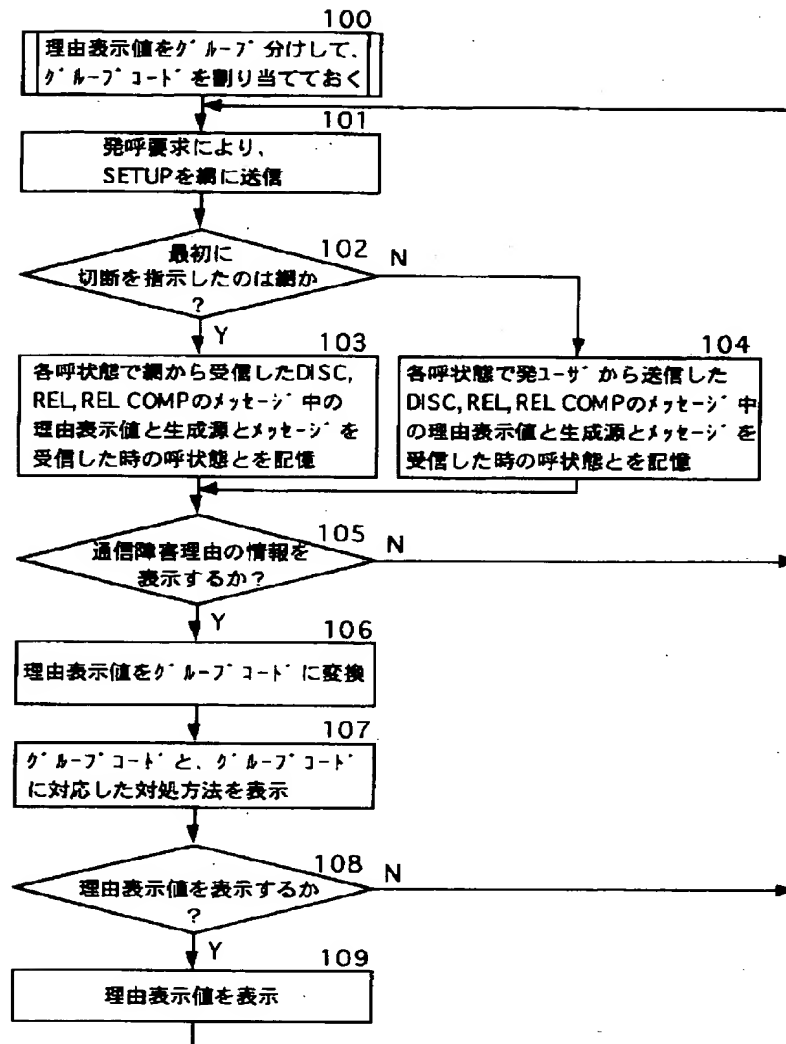 100
理由表示値をグループ分けして、
グループコードを割り当てておく
101
発呼要求により、
SETUPを網に送信
102
最初に
切断を指示したのは網か
?
N
Y
103
各呼状態で網から受信したDISC,
REL, REL COMPのメッセージ中の
理由表示値と生成源とメッセージを
受信した時の呼状態とを記憶
104
各呼状態で発ユーザから送信した
DISC, REL, REL COMPのメッセージ中
の理由表示値と生成源とメッセージを
受信した時の呼状態とを記憶
105
通信障害理由の情報を
表示するか?
N
Y
106
理由表示値をグループコードに変換
107
グループコードと、グループコード
に対応した対処方法を表示
108
理由表示値を表示するか
?
N
Y
109
理由表示値を表示